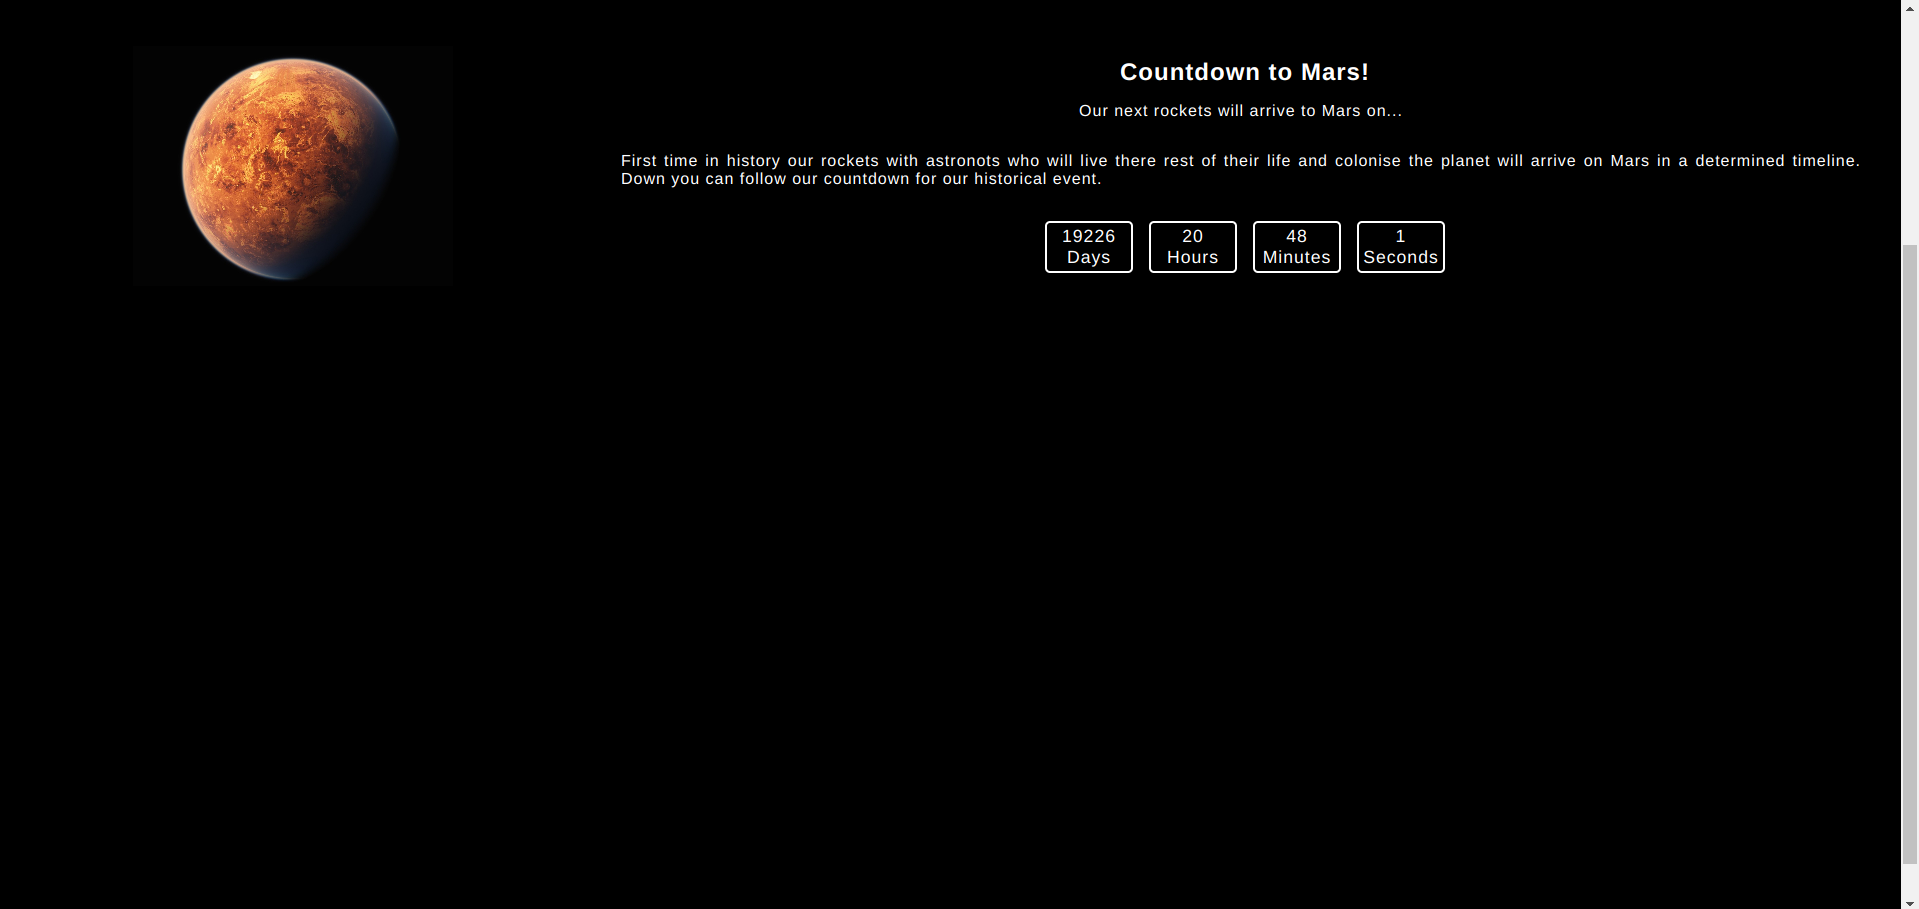 Countdown to Mars!
Our next rockets will arrive to Mars on...
First time in history our rockets with astronots who will live there rest of their life and colonise the planet will arrive on Mars in a determined timeline.
Down you can follow our countdown for our historical event.
19226 20 48 1
Days Hours Minutes Seconds